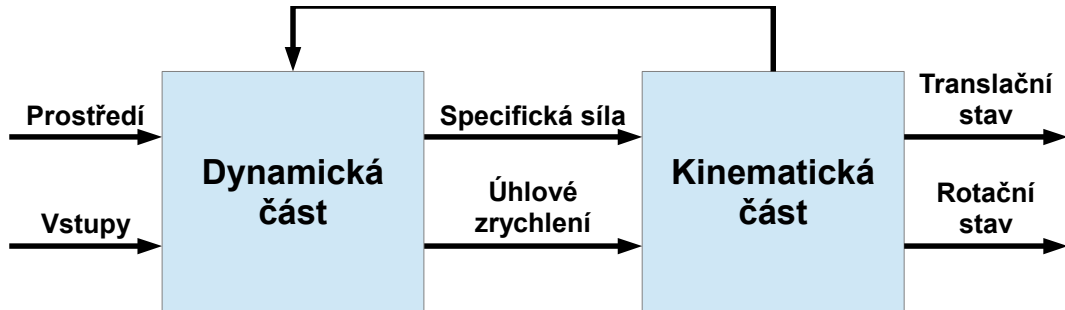 Prostředí
Vstupy
Dynamická
část
Specifická síla
Úhlové
zrychlení
Kinematická
část
Translační
stav
Rotační
stav